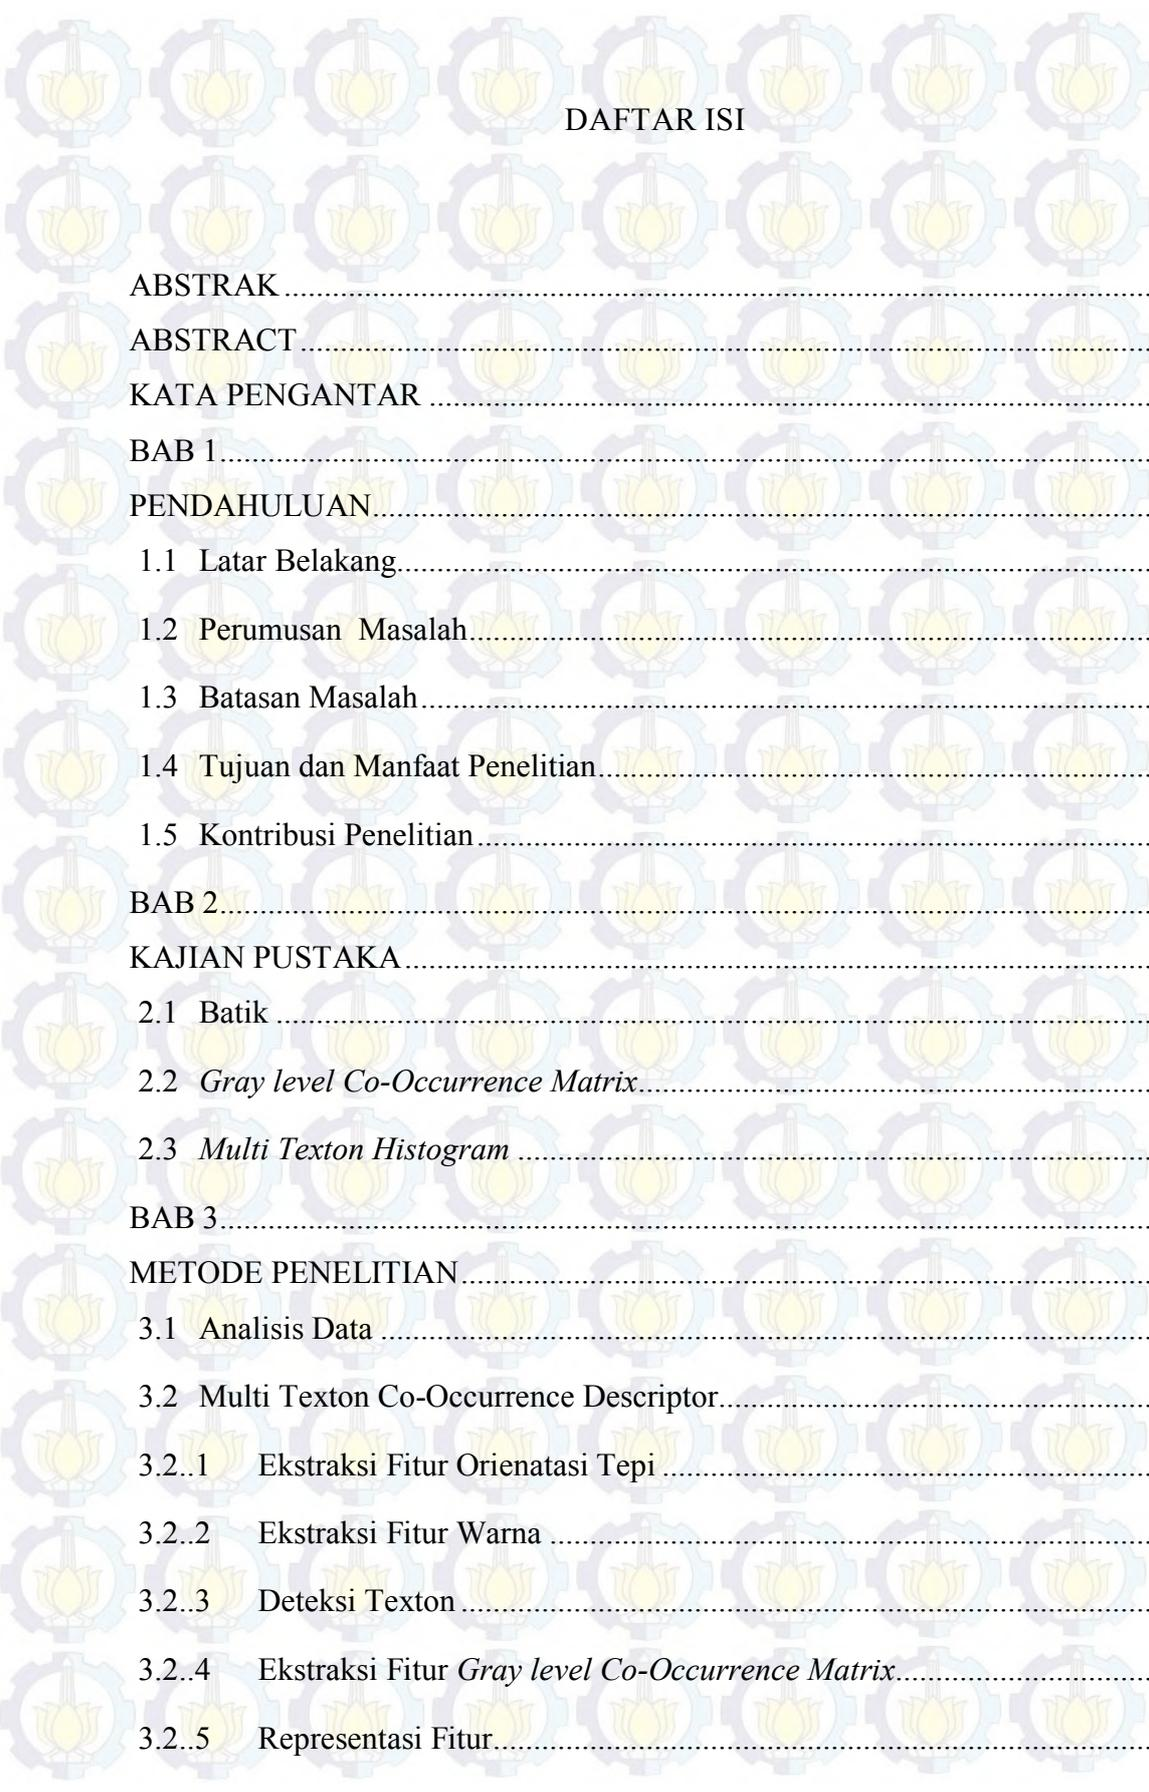 DAFTAR ISI
ABSTRAK................................................................................................................
ABSTRACT..............................................................................................................
KATA PENGANTAR..............................................................................................
BAB 1........................................................................................................................
PENDAHULUAN.....................................................................................................
1.1 Latar Belakang...................................................................................................
1.2 Perumusan Masalah..........................................................................................
1.3 Batasan Masalah................................................................................................
1.4 Tujuan dan Manfaat Penelitian.........................................................................
1.5 Kontribusi Penelitian.........................................................................................
BAB 2........................................................................................................................
KAJIAN PUSTAKA.................................................................................................
2.1 Batik...................................................................................................................
2.2 Gray level Co-Occurrence Matrix....................................................................
2.3 Multi Texton Histogram....................................................................................
BAB 3........................................................................................................................
METODE PENELITIAN.........................................................................................
3.1 Analisis Data.....................................................................................................
3.2 Multi Texton Co-Occurrence Descriptor..........................................................
3.2..1 Ekstraksi Fitur Orienatasi Tepi.....................................................................
3.2..2 Ekstraksi Fitur Warna...................................................................................
3.2..3 Deteksi Texton..............................................................................................
3.2..4 Ekstraksi Fitur Gray level Co-Occurrence Matrix........................................
3.2..5 Representasi Fitur.........................................................................................